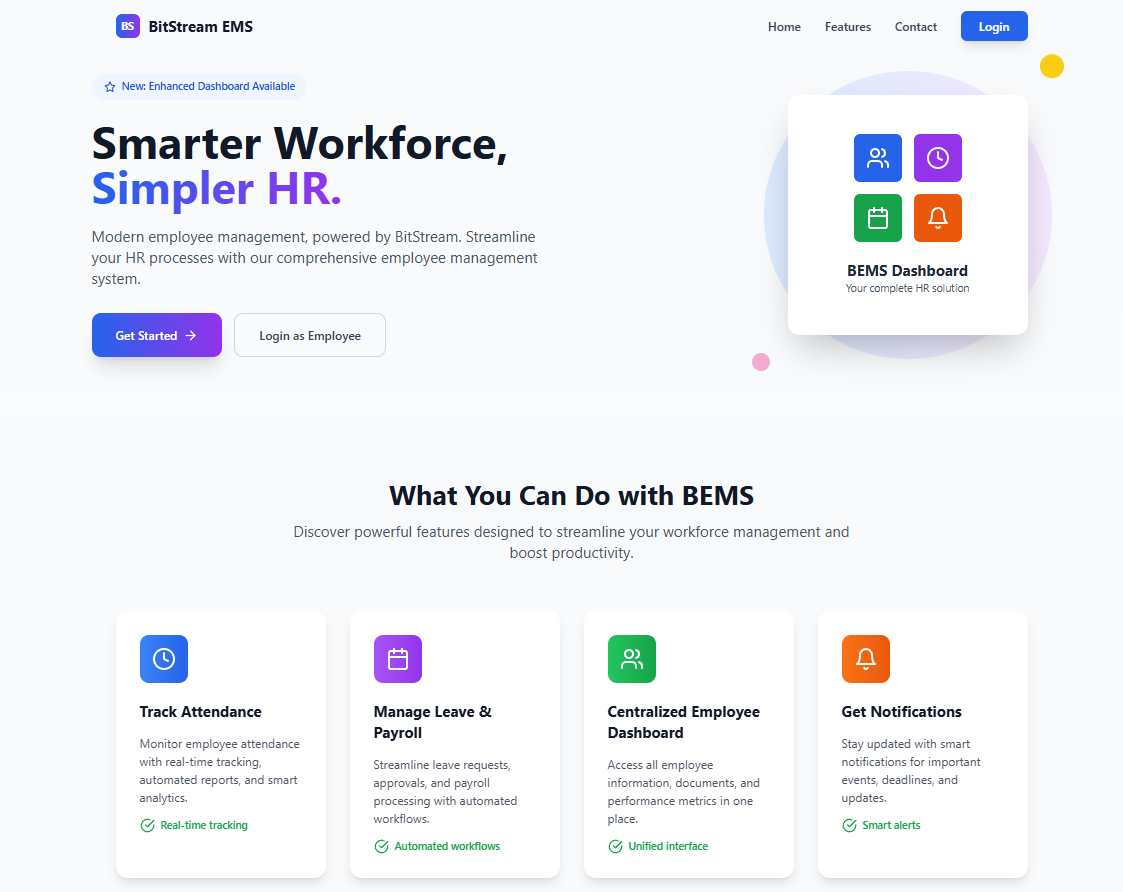 BS BitStream EMS
Home Features Contact Login
New: Enhanced Dashboard Available
Smarter Workforce,
Simpler HR.
Modern employee management, powered by BitStream. Streamline
your HR processes with our comprehensive employee management
system.
Get Started
Login as Employee
BEMS Dashboard
Your complete HR solution
What You Can Do with BEMS
Discover powerful features designed to streamline your workforce management and
boost productivity.
Track Attendance
Monitor employee attendance
with real-time tracking,
automated reports, and smart
analytics.
Real-time tracking
Manage Leave &
Payroll
Streamline leave requests,
approvals, and payroll
processing with automated
workflows.
Automated workflows
Centralized Employee
Dashboard
Access all employee
information, documents, and
performance metrics in one
place.
Unified interface
Get Notifications
Stay updated with smart
notifications for important
events, deadlines, and
updates.
Smart alerts